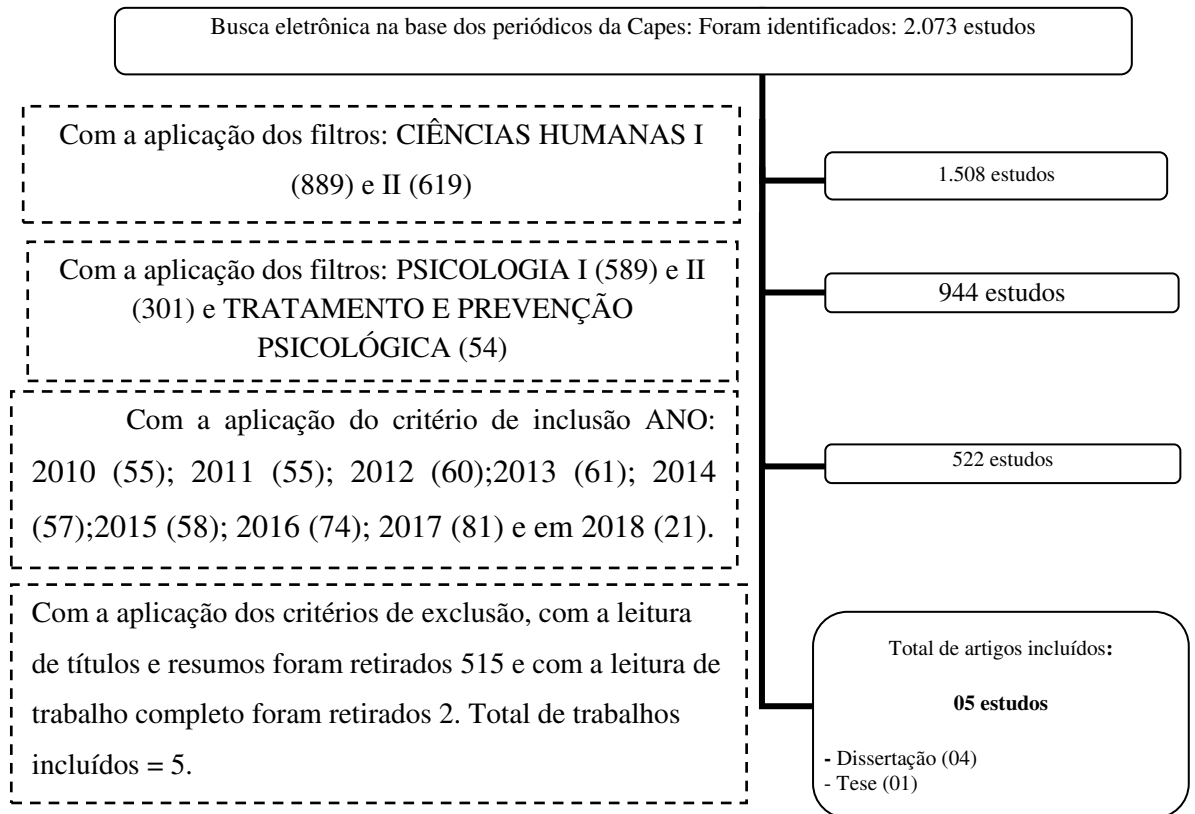 Busca eletrônica na base dos periódicos da Capes: Foram identificados: 2.073 estudos
Com a aplicação dos filtros: CIÊNCIAS HUMANAS I
(889) e II (619)
1.508 estudos
Com a aplicação dos filtros: PSICOLOGIA I (589) e II
(301) e TRATAMENTO E PREVENÇÃO
PSICOLÓGICA (54)
944 estudos
Com a aplicação do critério de inclusão ANO:
2010 (55); 2011 (55); 2012 (60);2013 (61); 2014
(57);2015 (58); 2016 (74); 2017 (81) e em 2018 (21).
522 estudos
Com a aplicação dos critérios de exclusão, com a leitura
de títulos e resumos foram retirados 515 e com a leitura de
trabalho completo foram retirados 2. Total de trabalhos
incluídos = 5.
Total de artigos incluídos:
05 estudos
- Dissertação (04)
- Tese (01)